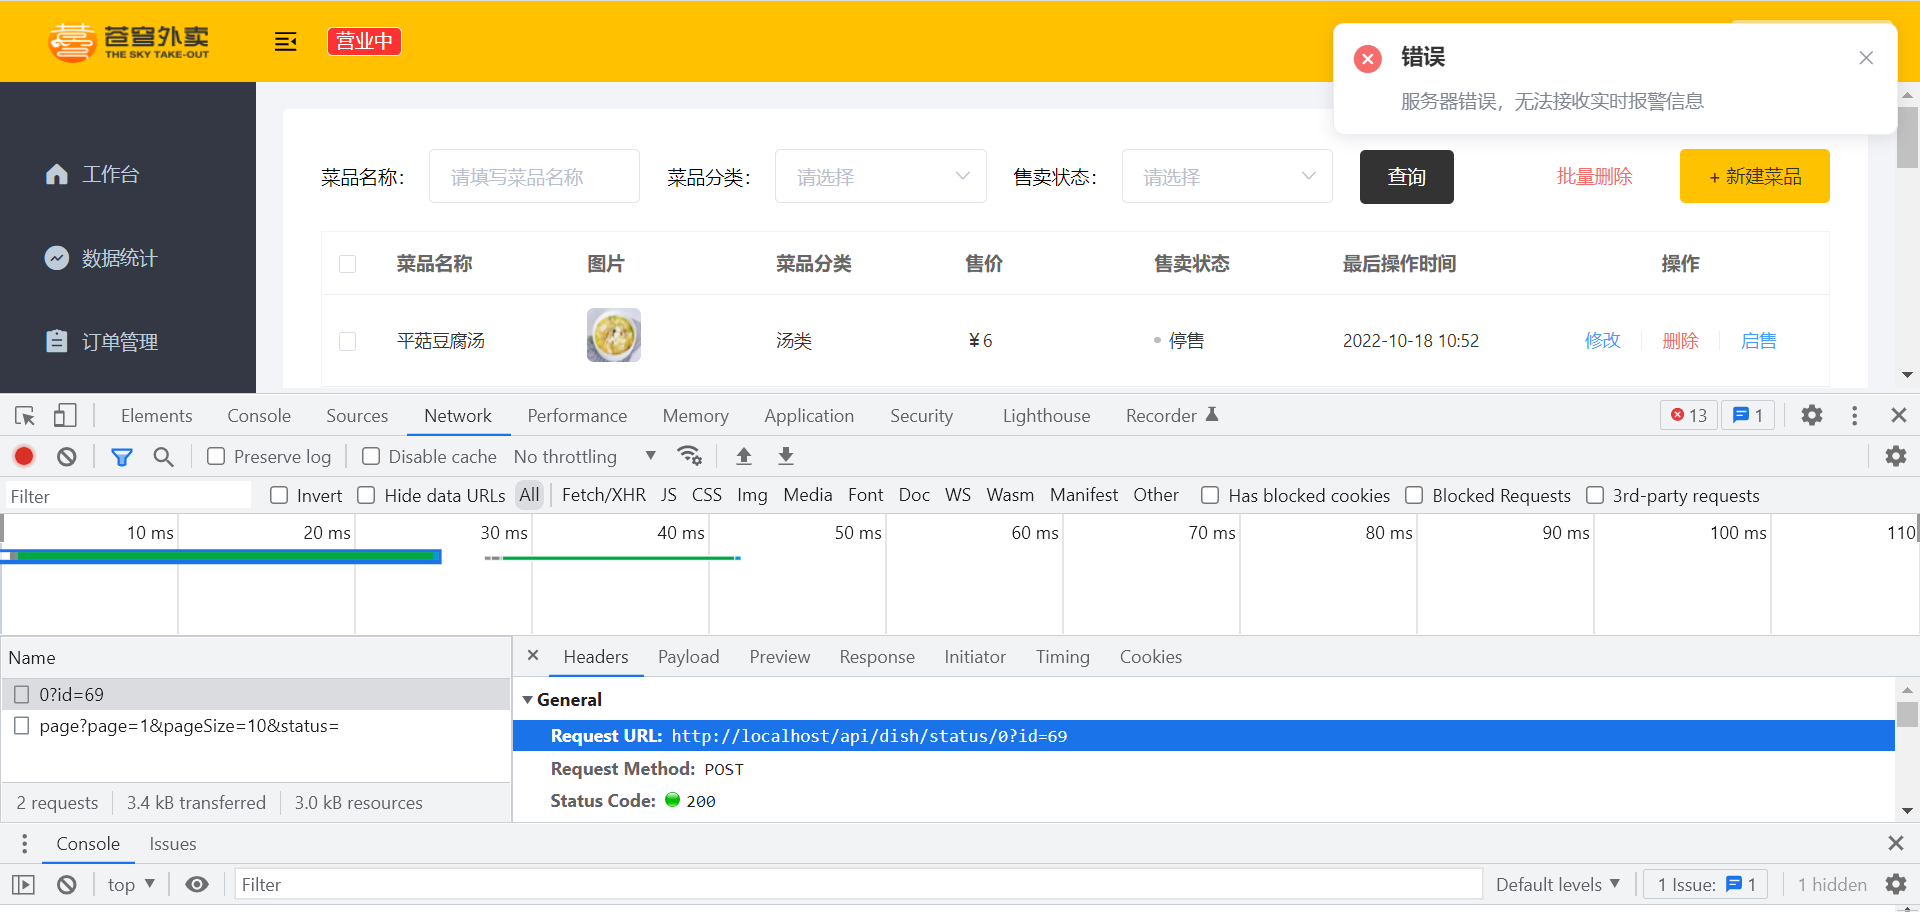 苍穹外卖
THE SKY TAKE-OUT
营业中
错误
服务器错误，无法接收实时报警信息
工作台
数据统计
订单管理
菜品名称： 请填写菜品名称 菜品分类： 请选择 售卖状态： 请选择 查询 批量删除 + 新建菜品
菜品名称 图片 菜品分类 售价 售卖状态 最后操作时间 操作
平菇豆腐汤 汤类 ￥6 停售 2022-10-18 10:52 修改 删除 启售
Elements Console Sources Network Performance Memory Application Security Lighthouse Recorder 13 1
Preserve log Disable cache No throttling
Filter Invert Hide data URLs All Fetch/XHR JS CSS Img Media Font Doc WS Wasm Manifest Other Has blocked cookies Blocked Requests 3rd-party requests
10 ms 20 ms 30 ms 40 ms 50 ms 60 ms 70 ms 80 ms 90 ms 100 ms 110
Name
0?id=69
page?page=1&pageSize=10&status=
2 requests 3.4 kB transferred 3.0 kB resources
Headers Payload Preview Response Initiator Timing Cookies
General
Request URL: http://localhost/api/dish/status/0?id=69
Request Method: POST
Status Code: 200
Console Issues
top Filter Default levels 1 Issue: 1 1 hidden